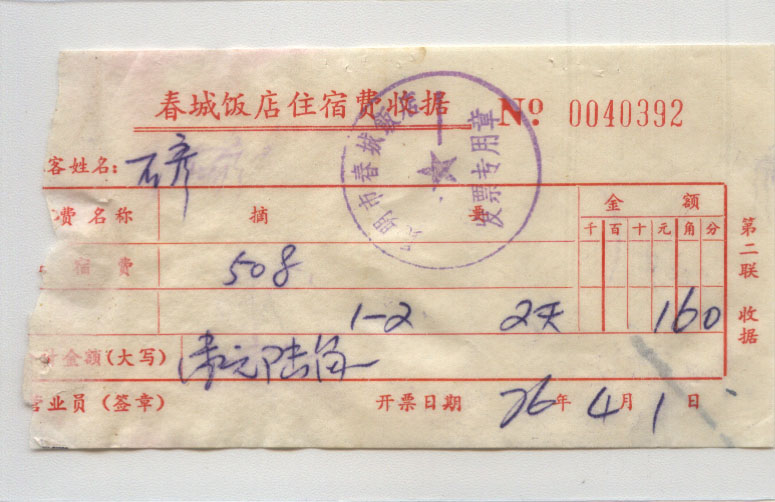 春城饭店住宿费收据 No. 0040392
客姓名: 石彦
费名称 摘 金额
千 百 十 元 角 分
宿费 508
1-2 2天 160
金额(大写) 壹元陆角
业员(签章) 开票日期 76年4月1日
第二联 收据
明市春城饭店
发票专用章